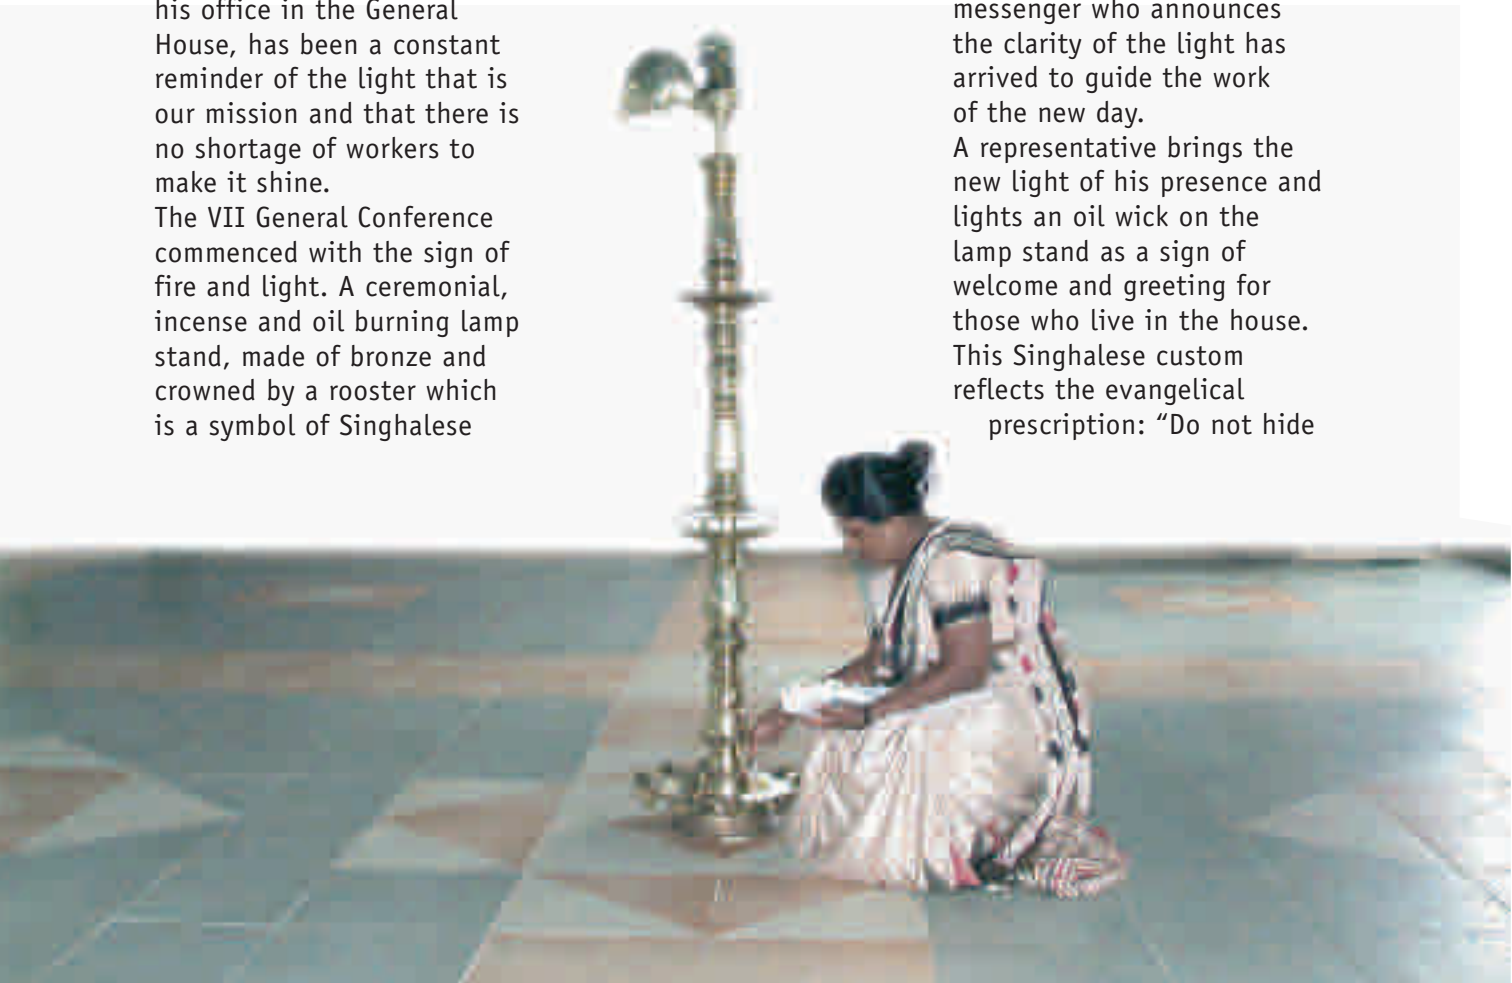 his office in the General
House, has been a constant
reminder of the light that is
our mission and that there is
no shortage of workers to
make it shine.
The VII General Conference
commenced with the sign of
fire and light. A ceremonial,
incense and oil burning lamp
stand, made of bronze and
crowned by a rooster which
is a symbol of Singhalese
messenger who announces
the clarity of the light has
arrived to guide the work
of the new day.
A representative brings the
new light of his presence and
lights an oil wick on the
lamp stand as a sign of
welcome and greeting for
those who live in the house.
This Singhalese custom
reflects the evangelical
prescription: “Do not hide